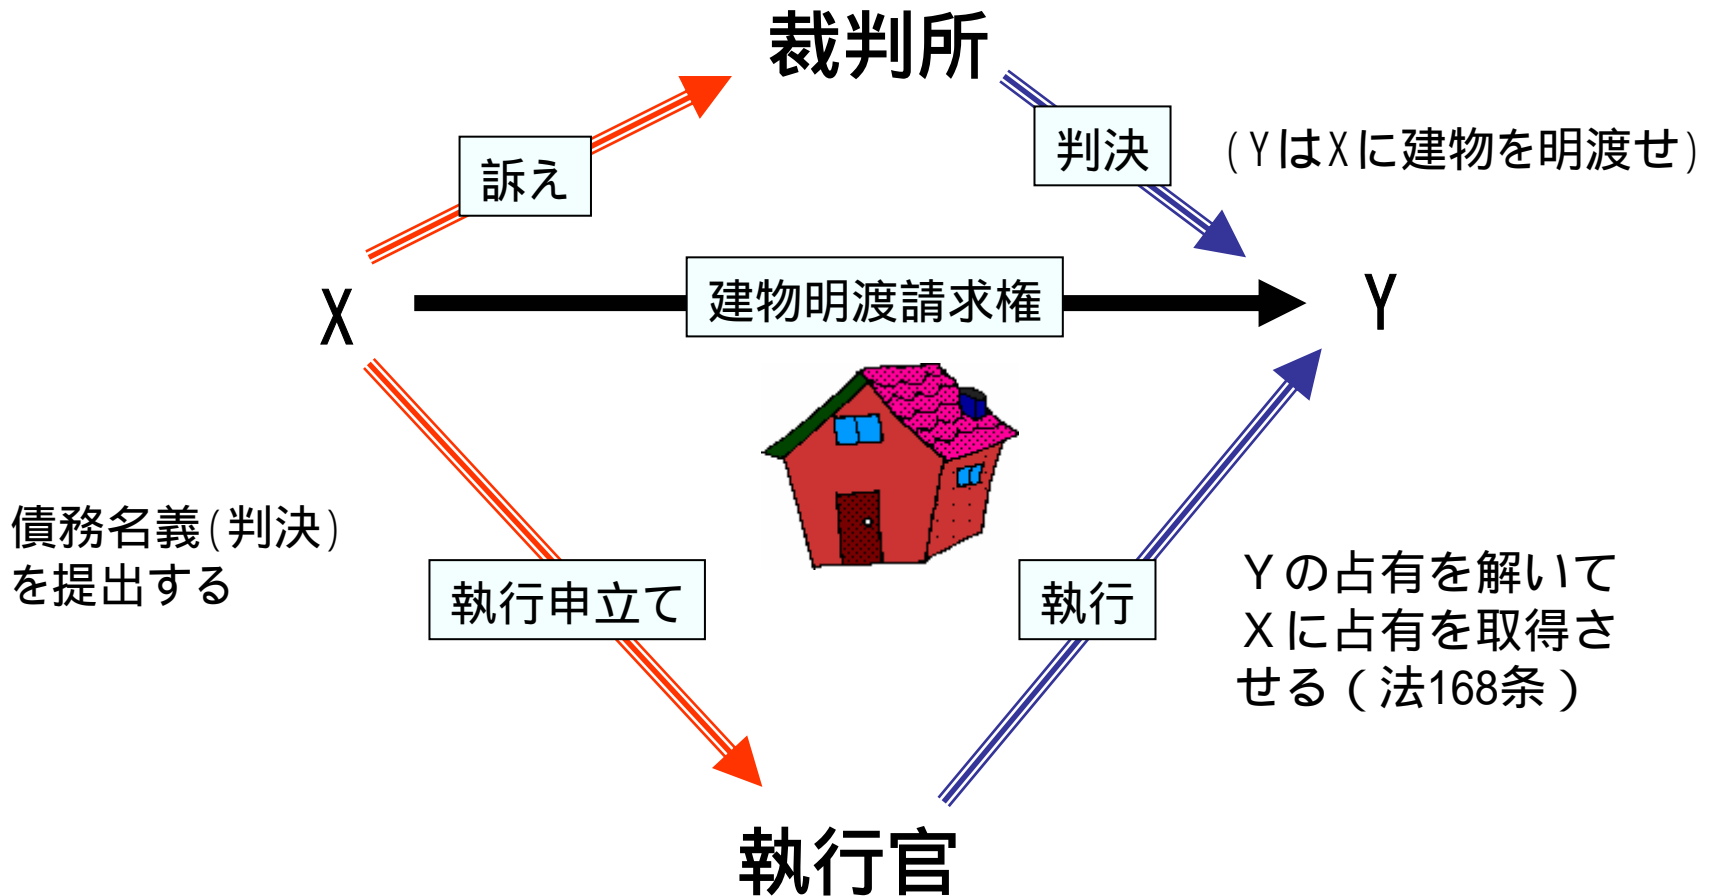 裁判所
訴え
判決
(YはXに建物を明渡せ)
X
建物明渡請求権
Y
債務名義(判決)
を提出する
執行申立て
執行
Yの占有を解いて
Xに占有を取得さ
せる(法168条)
執行官